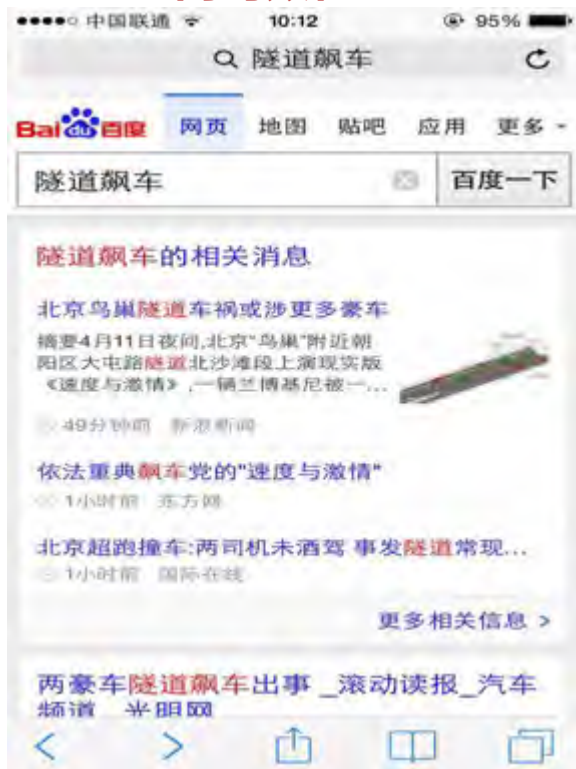 中国联通 10:12 95%
隧道飙车
Bai百度 网页 地图 贴吧 应用 更多
隧道飙车 百度一下
隧道飙车的相关消息
北京鸟巢隧道车祸或涉更多豪车
摘要4月11日夜间,北京"鸟巢"附近朝
阳区大屯路隧道北沙滩段上演现实版
《速度与激情》,一辆兰博基尼被一...
49分钟前 新浪新闻
依法重典飙车党的"速度与激情"
1小时前 东方网
北京超跑撞车:两司机未酒驾 事发隧道常现...
1小时前 国际在线
更多相关信息 >
两豪车隧道飙车出事 _滚动读报_汽车
频道_光明网